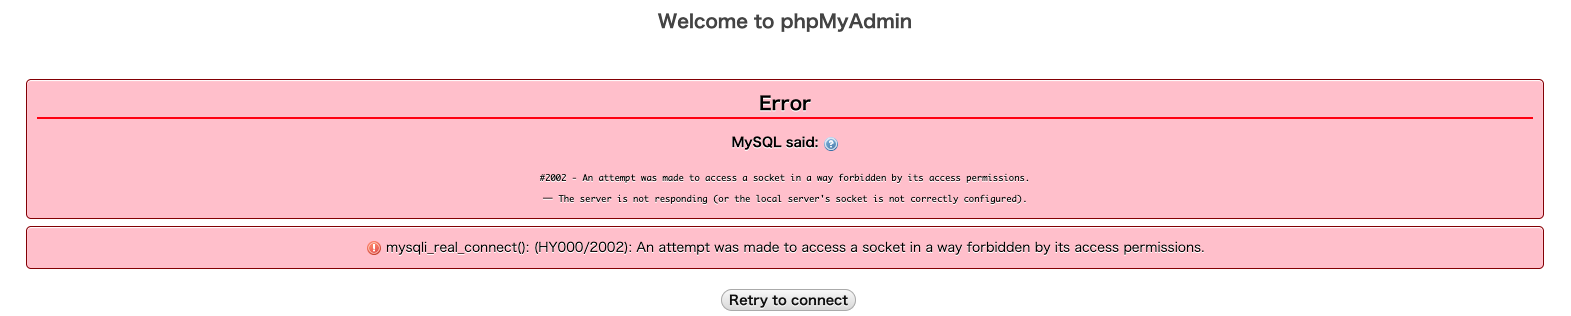 Welcome to phpMyAdmin
Error
MySQL said:
#2002 - An attempt was made to access a socket in a way forbidden by its access permissions.
— The server is not responding (or the local server's socket is not correctly configured).
mysqli_real_connect(): (HY000/2002): An attempt was made to access a socket in a way forbidden by its access permissions.
Retry to connect